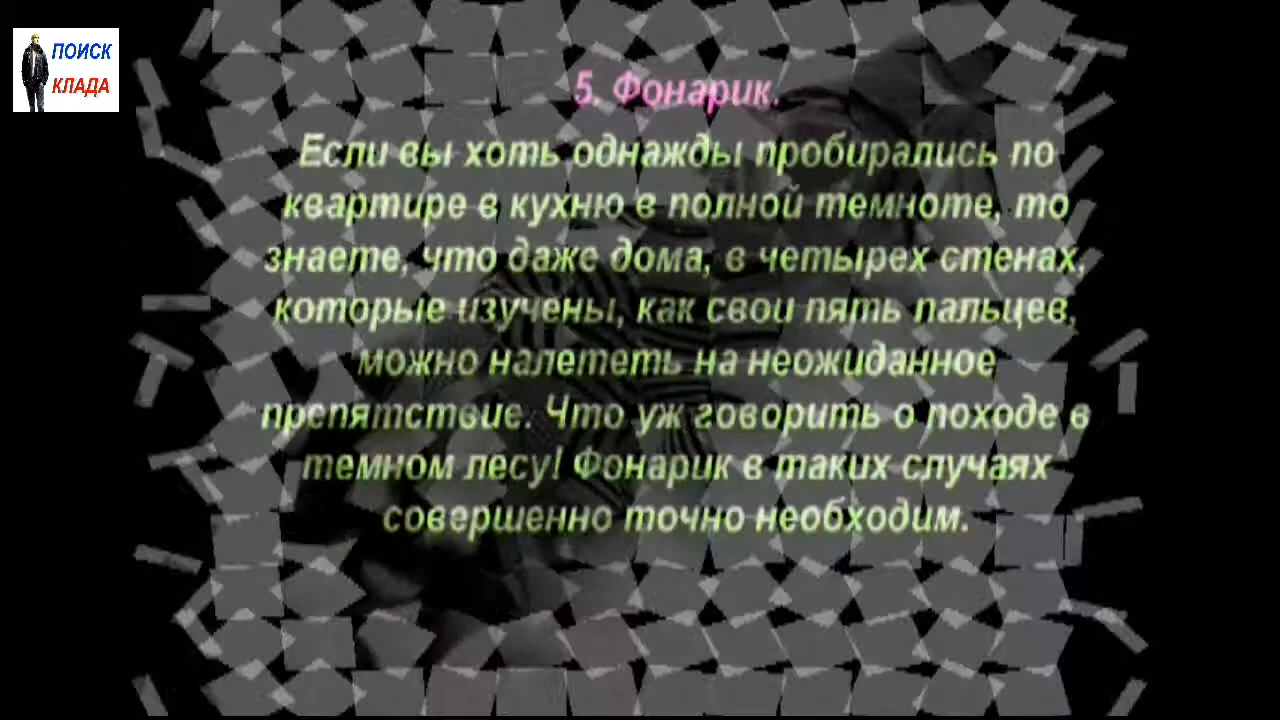 ПОИСК
КЛАДА
5. Фонарик.
Если вы хоть однажды пробирались по
квартире в кухню в полной темноте, то
знаете, что даже дома, в четырех стенах,
которые изучены, как свои пять пальцев,
можно налететь на неожиданное
препятствие. Что уж говорить о походе в
темном лесу! Фонарик в таких случаях
совершенно точно необходим.